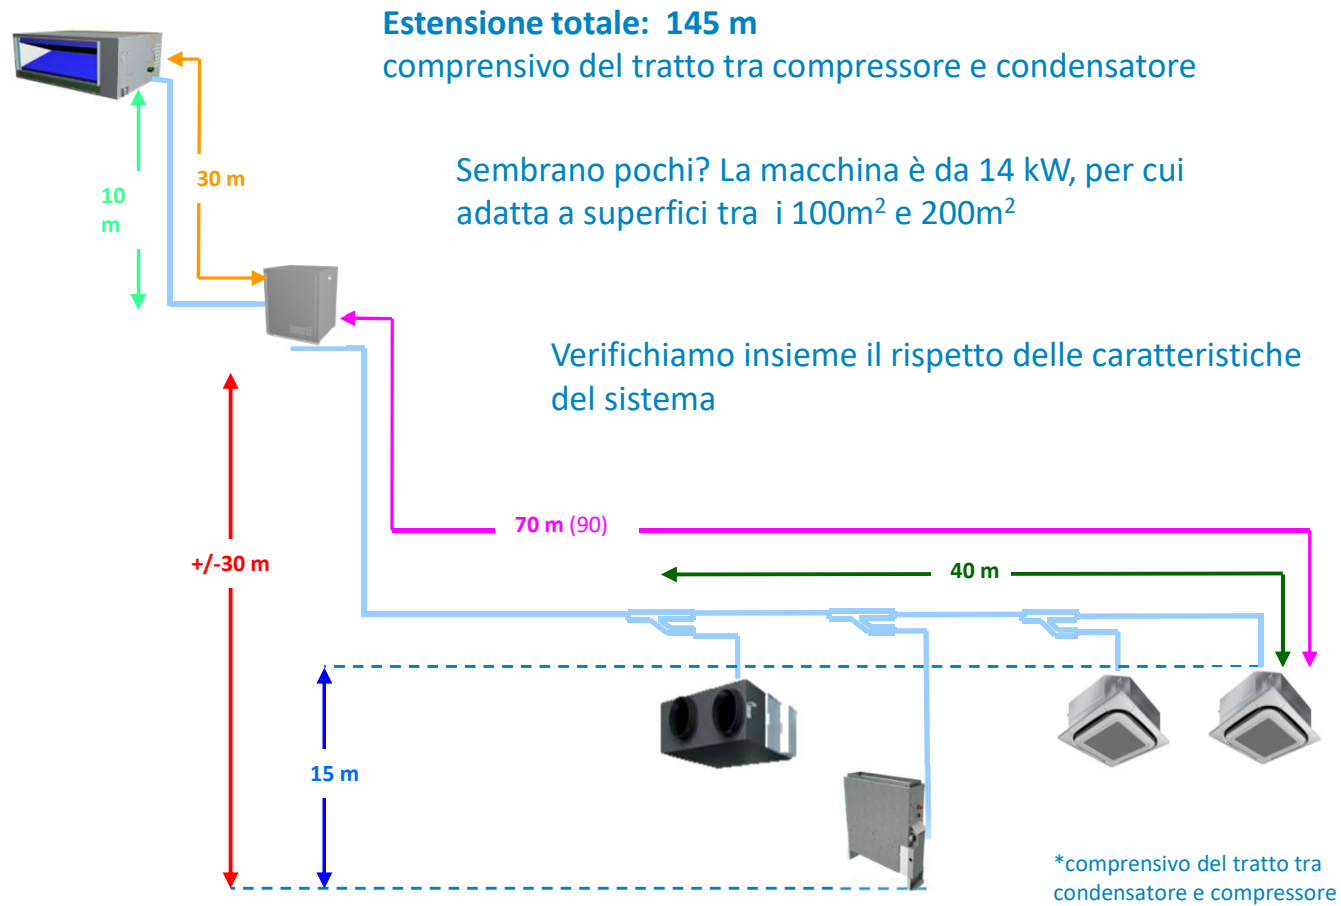 Estensione totale: 145 m
comprensivo del tratto tra compressore e condensatore
Sembrano pochi? La macchina è da 14 kW, per cui
adatta a superfici tra i 100m² e 200m²
30 m
10
m
Verifichiamo insieme il rispetto delle caratteristiche
del sistema
70 m (90)
+/-30 m
40 m
15 m
*comprensivo del tratto tra
condensatore e compressore